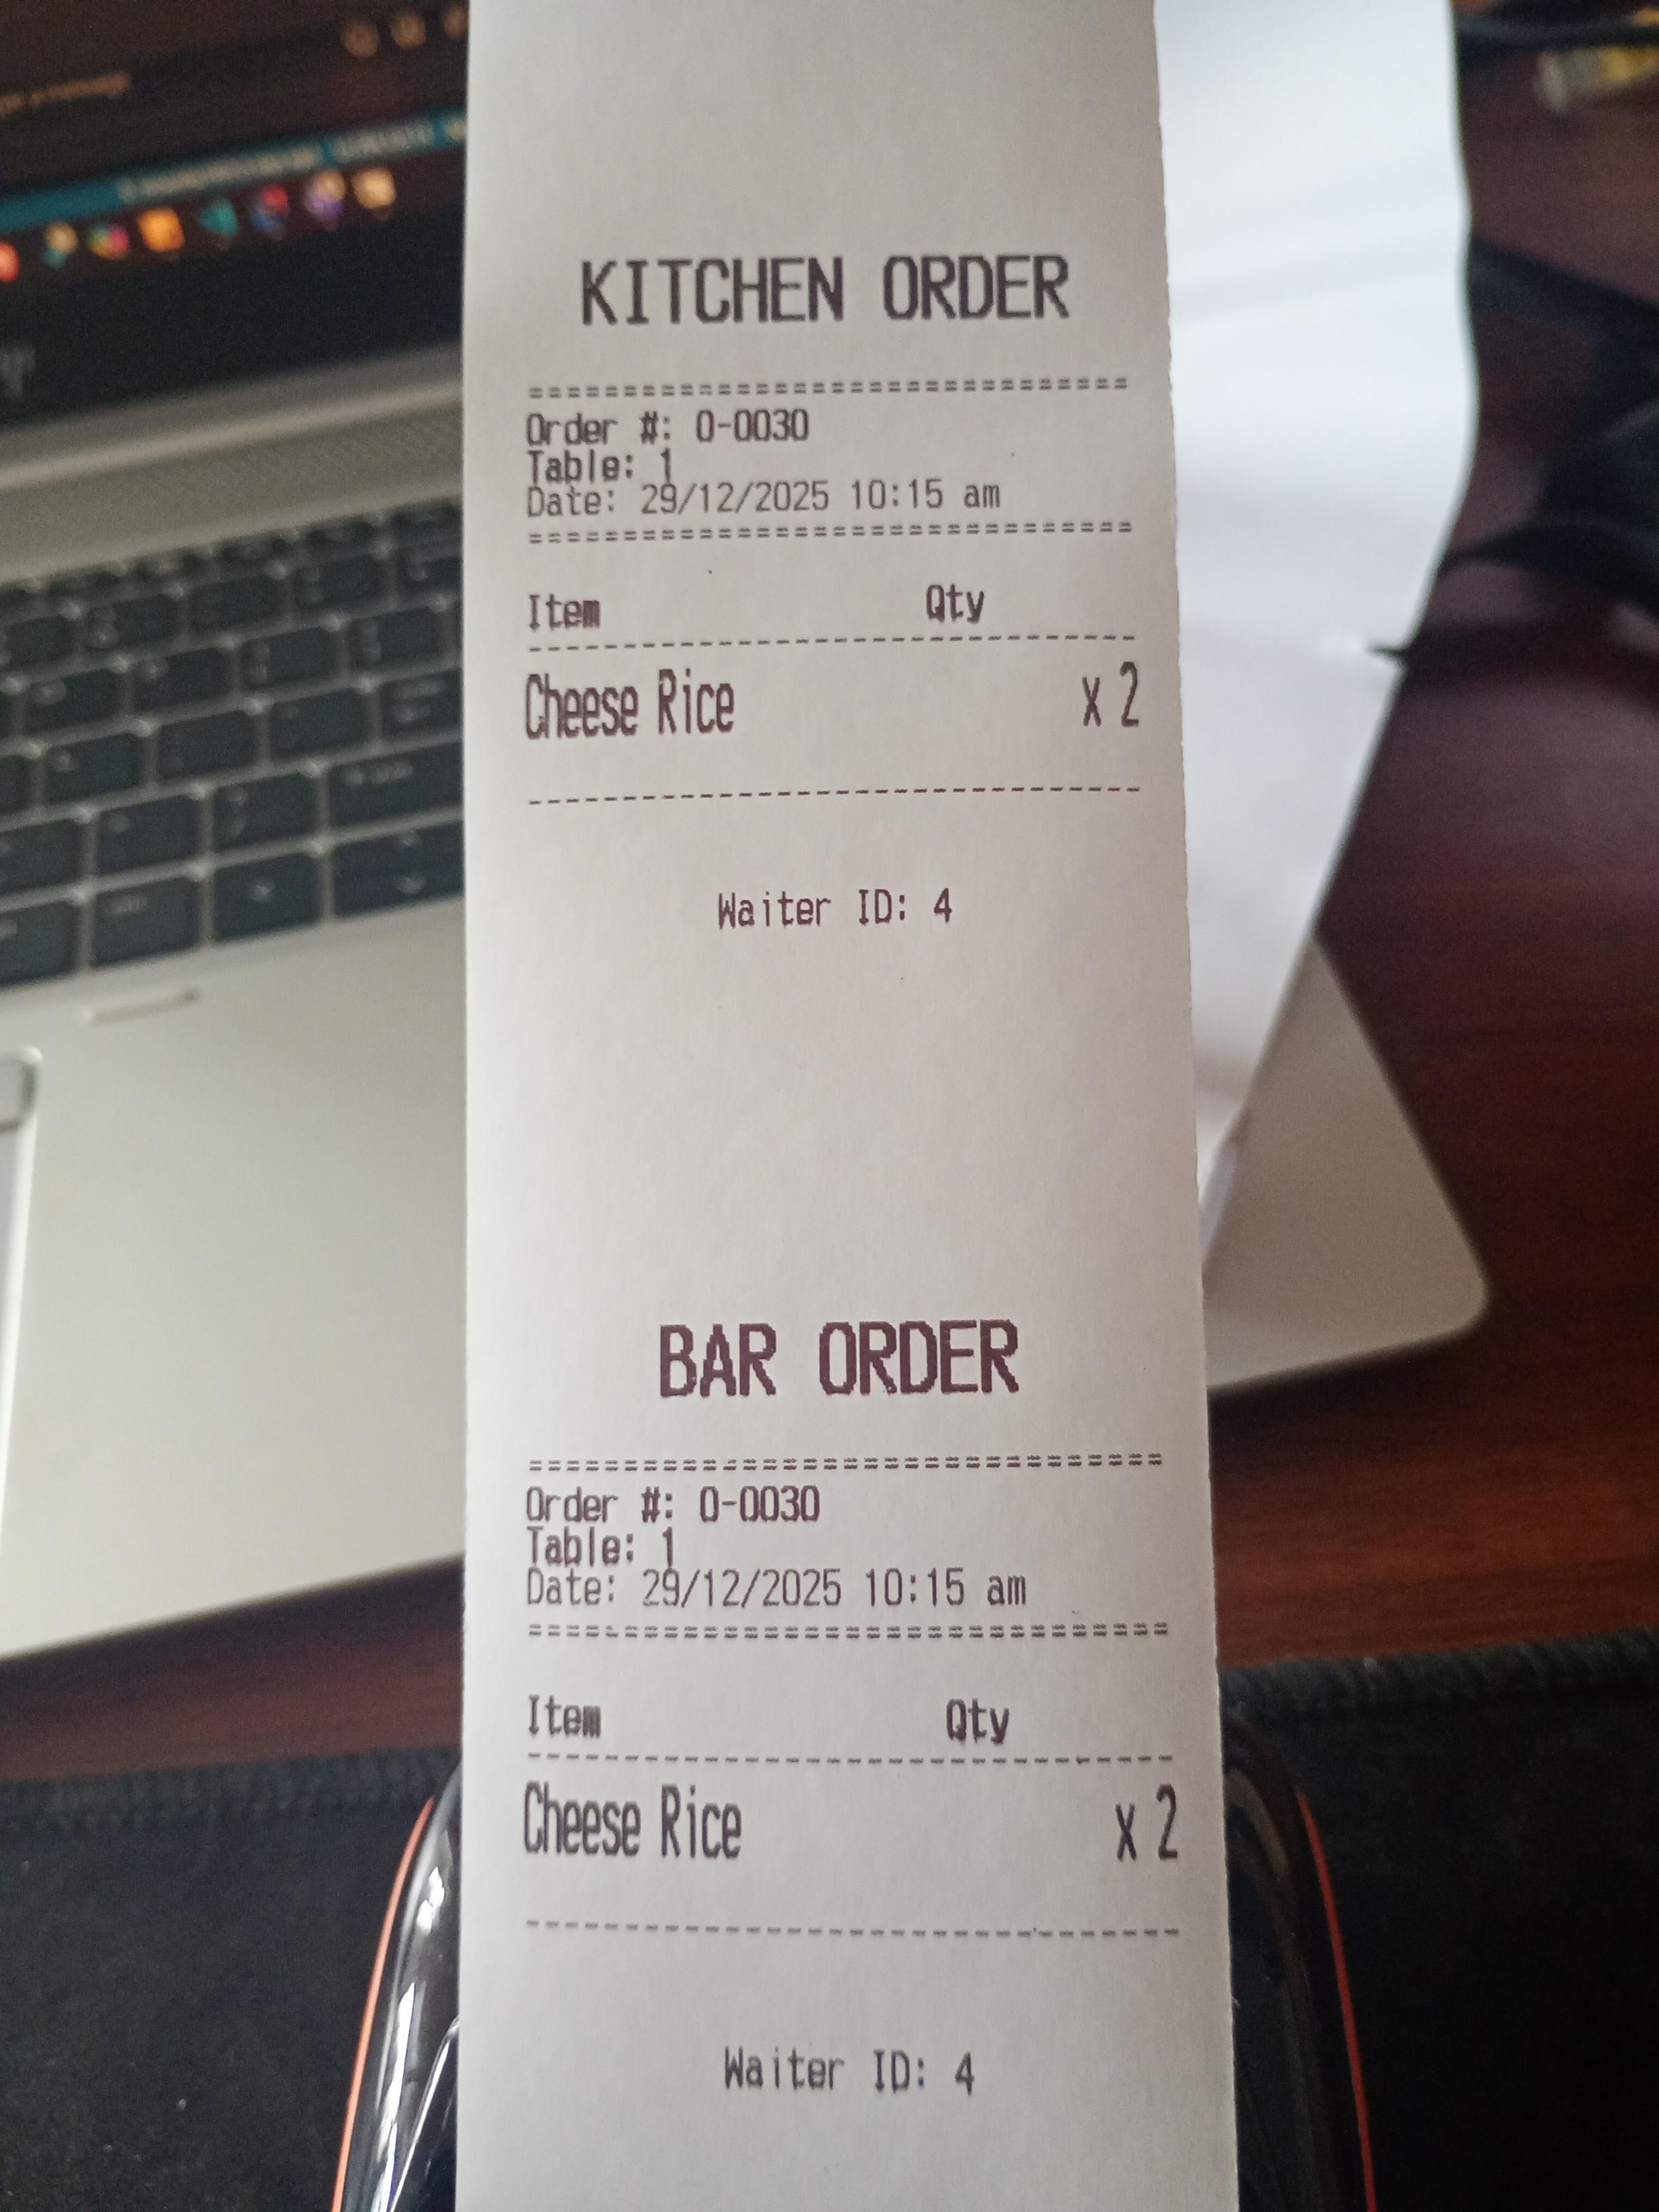 KITCHEN ORDER
================================
Order #: O-0030
Table: 1
Date: 29/12/2025 10:15 am
================================
Item Qty
--------------------------------
Cheese Rice x 2
--------------------------------
Waiter ID: 4
BAR ORDER
================================
Order #: O-0030
Table: 1
Date: 29/12/2025 10:15 am
================================
Item Qty
--------------------------------
Cheese Rice x 2
--------------------------------
Waiter ID: 4